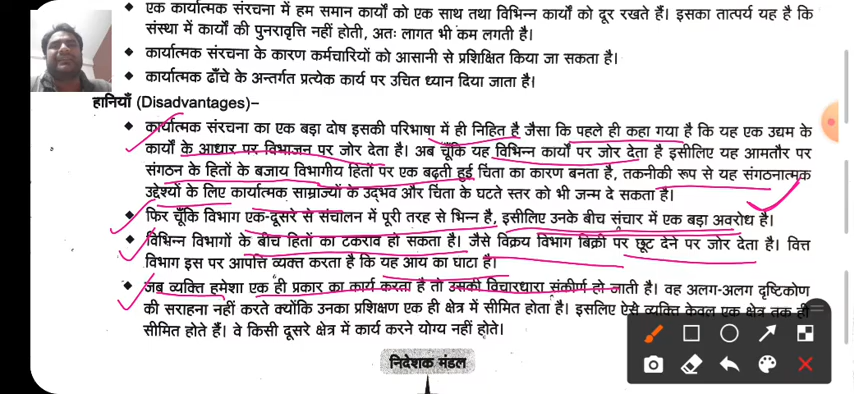 एक कार्यात्मक संरचना में हम समान कार्यों को एक साथ तथा विभिन्न कार्यों को दूर रखते हैं। इसका तात्पर्य यह है कि
संस्था में कार्यों की पुनरावृत्ति नहीं होती, अतः लागत भी कम लगती है।
कार्यात्मक संरचना के कारण कर्मचारियों को आसानी से प्रशिक्षित किया जा सकता है।
कार्यात्मक ढाँचे के अन्तर्गत प्रत्येक कार्य पर उचित ध्यान दिया जाता है।
हानियाँ (Disadvantages)–
कार्यात्मक संरचना का एक बड़ा दोष इसकी परिभाषा में ही निहित है जैसा कि पहले ही कहा गया है कि यह एक उद्यम के
कार्यों के आधार पर विभाजन पर जोर देता है। अब चूँकि यह विभिन्न कार्यों पर जोर देता है इसीलिए यह आमतौर पर
संगठन के हितों के बजाय विभागीय हितों पर एक बढ़ती हुई चिंता का कारण बनता है, तकनीकी रूप से यह संगठनात्मक
उद्देश्यों के लिए कार्यात्मक साम्राज्यों के उद्भव और चिंता के घटते स्तर को भी जन्म दे सकता है।
फिर चूँकि विभाग एक-दूसरे से संचालन में पूरी तरह से भिन्न है, इसीलिए उनके बीच संचार में एक बड़ा अवरोध है।
विभिन्न विभागों के बीच हितों का टकराव हो सकता है। जैसे विक्रय विभाग बिक्री पर छूट देने पर जोर देता है। वित्त
विभाग इस पर आपत्ति व्यक्त करता है कि यह आय का घाटा है।
जब व्यक्ति हमेशा एक ही प्रकार का कार्य करता है तो उसकी विचारधारा संकीर्ण हो जाती है। वह अलग-अलग दृष्टिकोण
की सराहना नहीं करते क्योंकि उनका प्रशिक्षण एक ही क्षेत्र में सीमित होता है। इसलिए ऐसे व्यक्ति केवल एक क्षेत्र तक ही
सीमित होते हैं। वे किसी दूसरे क्षेत्र में कार्य करने योग्य नहीं होते।
निदेशक मंडल